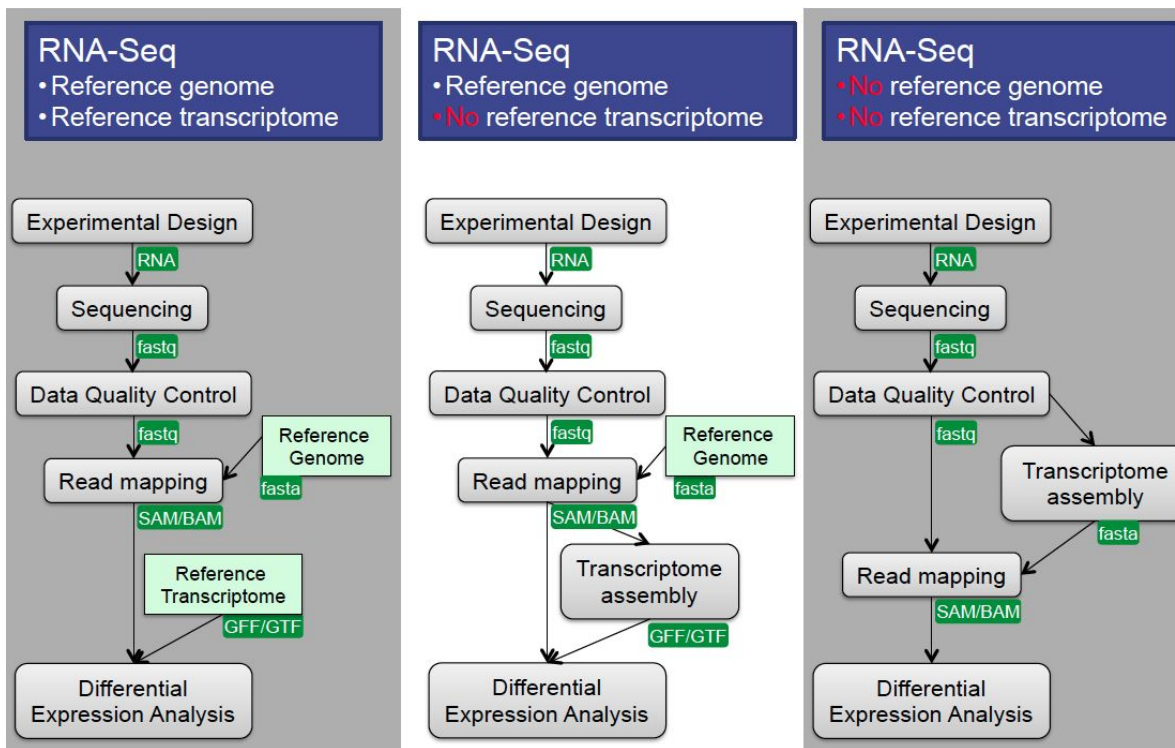 RNA-Seq
•Reference genome
•Reference transcriptome
Experimental Design
RNA
Sequencing
fastq
Data Quality Control
fastq
Reference
Genome
fasta
Read mapping
SAM/BAM
Reference
Transcriptome
GFF/GTF
Differential
Expression Analysis
RNA-Seq
•Reference genome
•No reference transcriptome
Experimental Design
RNA
Sequencing
fastq
Data Quality Control
fastq
Reference
Genome
fasta
Read mapping
SAM/BAM
Transcriptome
assembly
GFF/GTF
Differential
Expression Analysis
RNA-Seq
•No reference genome
•No reference transcriptome
Experimental Design
RNA
Sequencing
fastq
Data Quality Control
fastq
Transcriptome
assembly
fasta
Read mapping
SAM/BAM
Differential
Expression Analysis